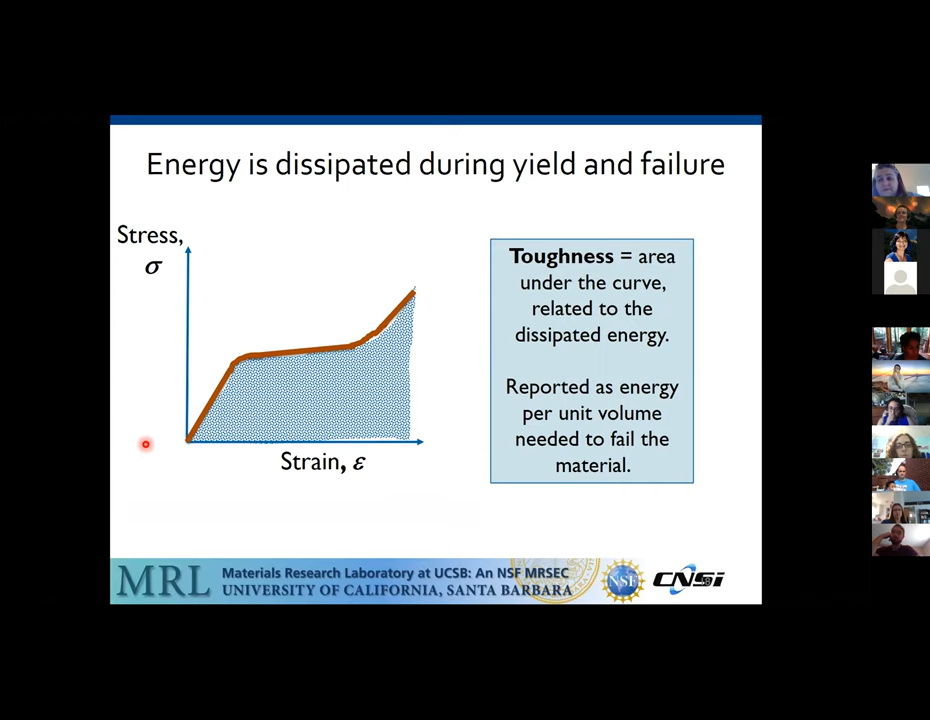 Energy is dissipated during yield and failure
Stress,
σ
Strain, ε
Toughness = area
under the curve,
related to the
dissipated energy.
Reported as energy
per unit volume
needed to fail the
material.
MRL
Materials Research Laboratory at UCSB: An NSF MRSEC
UNIVERSITY OF CALIFORNIA, SANTA BARBARA
NSF
CNSi